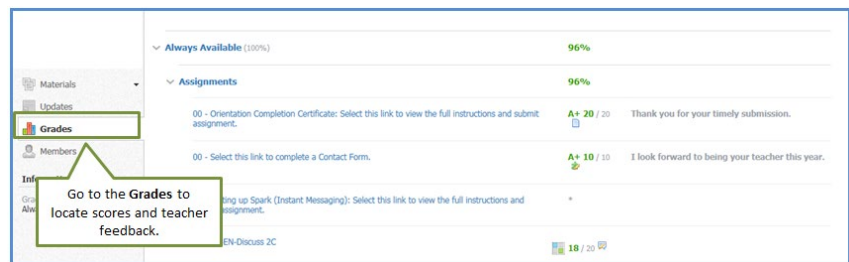 Always Available (100%) 96%
Materials
Assignments 96%
Updates
00 - Orientation Completion Certificate: Select this link to view the full instructions and submit A+ 20 / 20 Thank you for your timely submission.
assignment.
Grades
Members
00 - Select this link to complete a Contact Form. A+ 10 / 10 I look forward to being your teacher this year.
Go to the Grades to
locate scores and teacher
feedback.
up Spark (Instant Messaging): Select this link to view the full instructions and *
EN-Discuss 2C 18 / 20